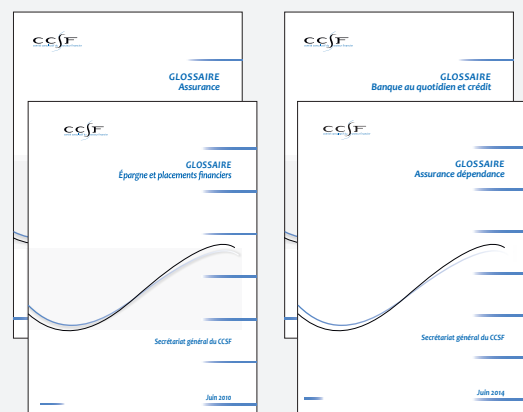 CCSF
GLOSSAIRE
Assurance
CCSF
GLOSSAIRE
Épargne et placements financiers
Secrétariat général du CCSF
Juin 2010
CCSF
GLOSSAIRE
Banque au quotidien et crédit
CCSF
GLOSSAIRE
Assurance dépendance
Secrétariat général du CCSF
Juin 2014